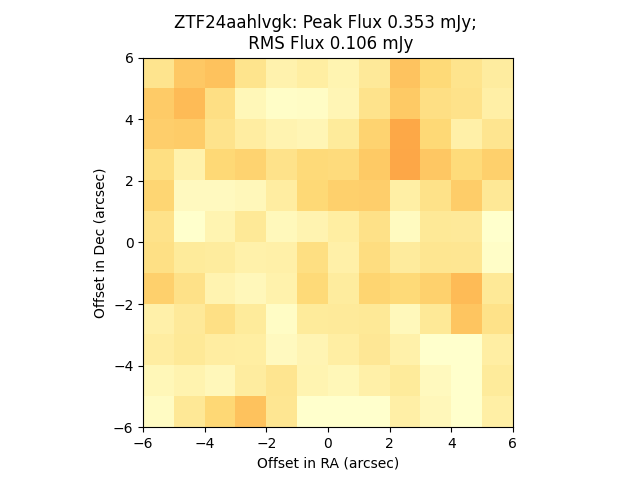 ZTF24aahlvgk: Peak Flux 0.353 mJy;
RMS Flux 0.106 mJy
6
4
2
0
−2
−4
−6
Offset in Dec (arcsec)
−6 −4 −2 0 2 4 6
Offset in RA (arcsec)